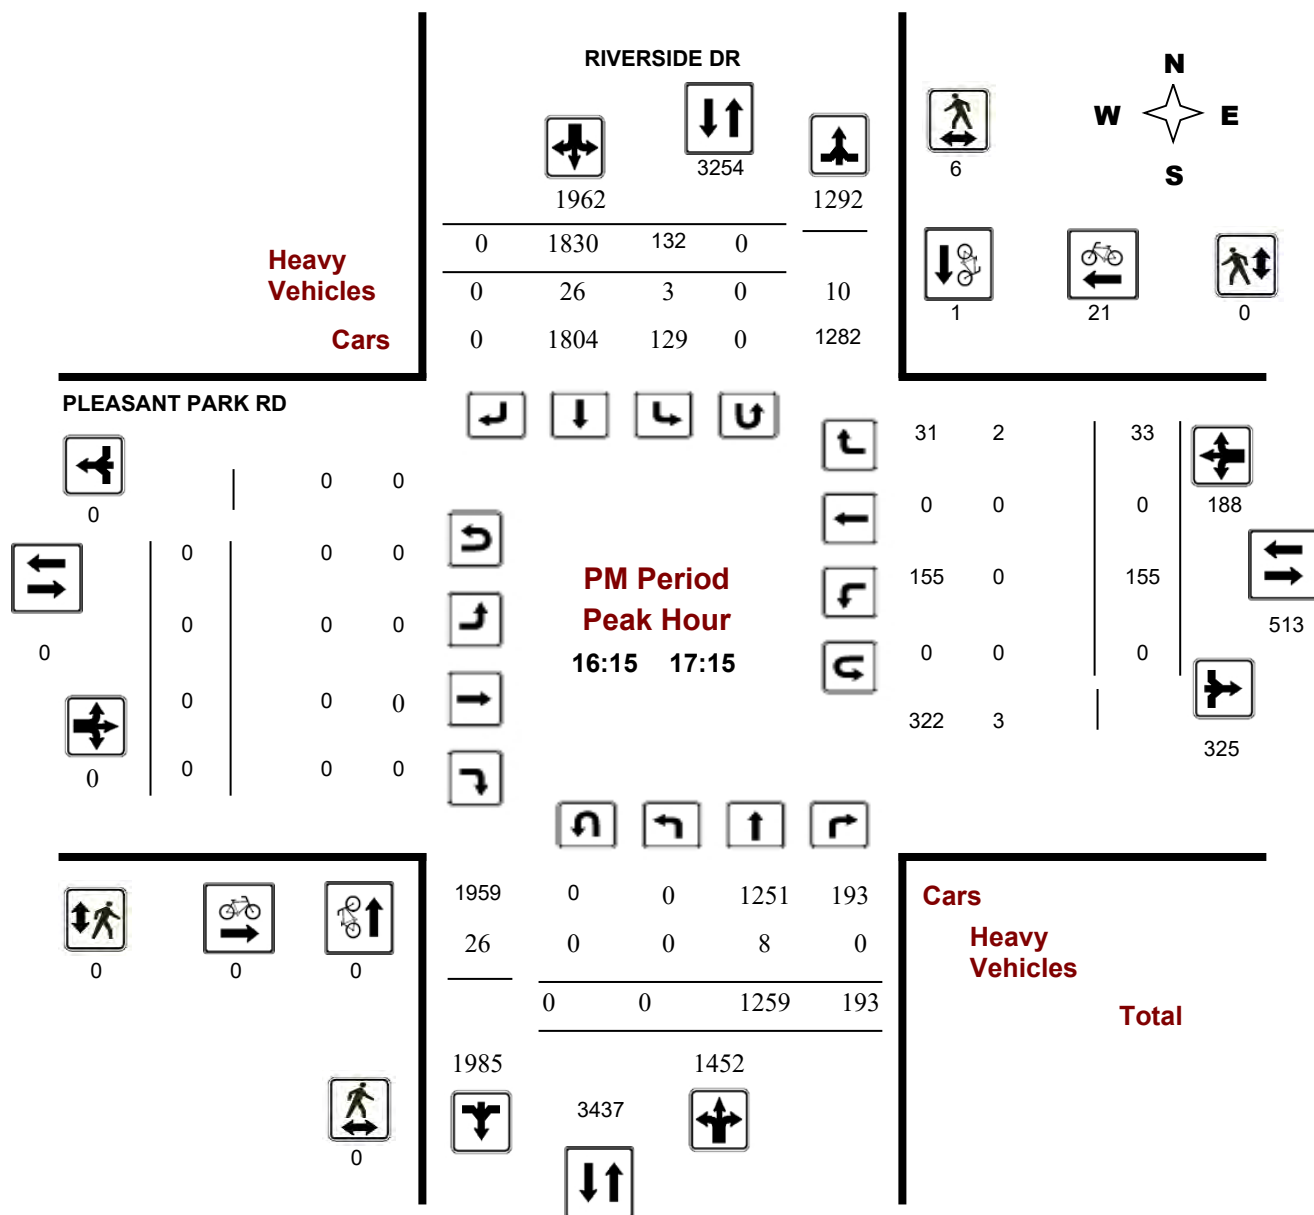 RIVERSIDE DR
N
W E
S
3254
6
1962 1292
0 1830 132 0
Heavy
Vehicles 0 26 3 0 10
1 21 0
Cars 0 1804 129 0 1282
PLEASANT PARK RD
31 2 33
0 0
0
0 0 0 188
0 0 0
PM Period
155 0 155
Peak Hour
0 0 0
513
0
16:15 17:15
0 0 0
0 0 0
322 3
325
0
0 0 0
1959 0 0 1251 193 Cars
26 0 0 8 0 Heavy
Vehicles
0 0 0
0 0 1259 193
Total
1985 1452
3437
0